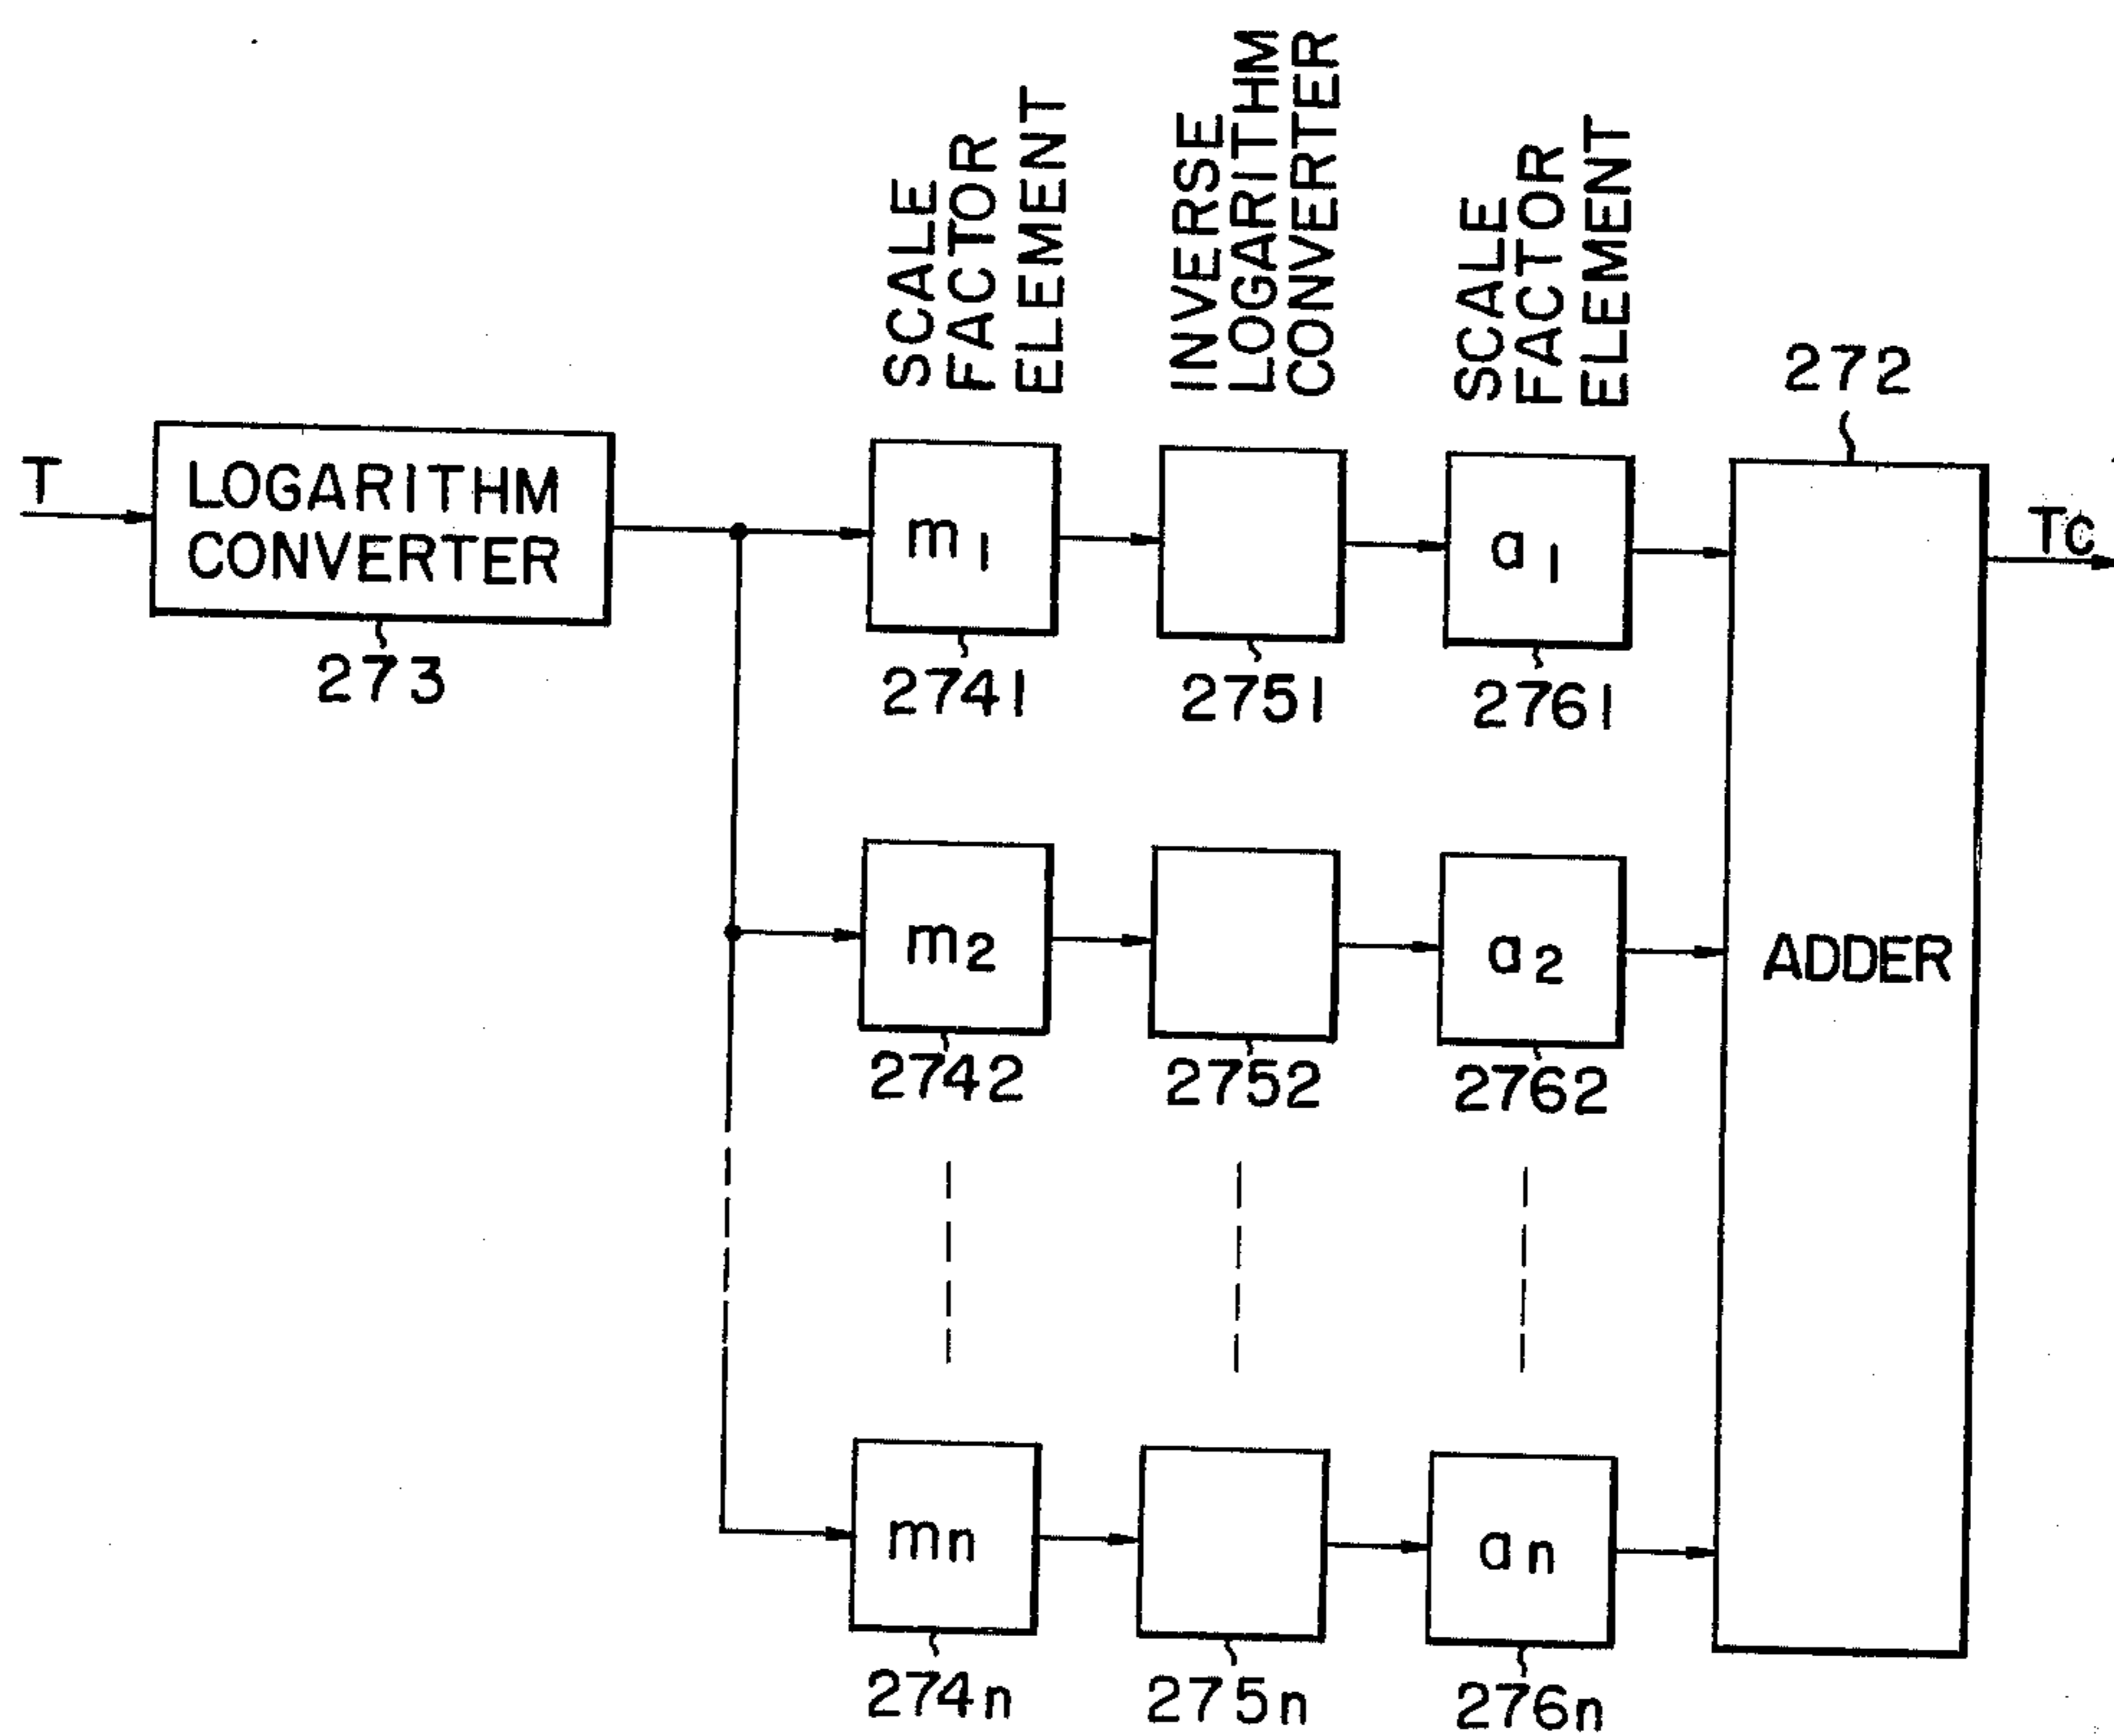 SCALE
FACTOR
ELEMENT
INVERSE
LOGARITHM
CONVERTER
SCALE
FACTOR
ELEMENT
272
T
LOGARITHM
CONVERTER
m1
a1
Tc
273
2741
2751
2761
m2
a2
ADDER
2742
2752
2762
mn
an
274n
275n
276n